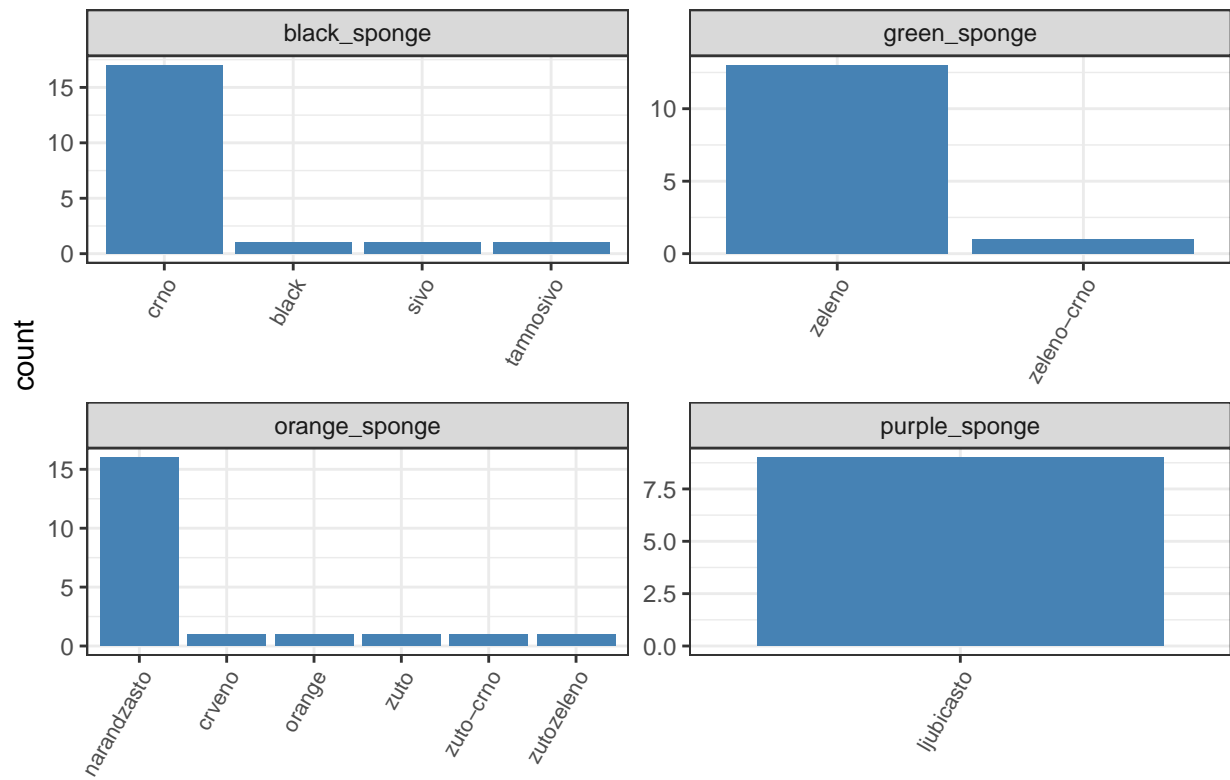 black_sponge
15
10
5
0
crno
black
sivo
tamnosivo
green_sponge
10
5
0
zeleno
zeleno-crno
count
orange_sponge
15
10
5
0
narandzasto
crveno
orange
zuto
zuto-crno
zutozeleno
purple_sponge
7.5
5.0
2.5
0.0
ljubicasto